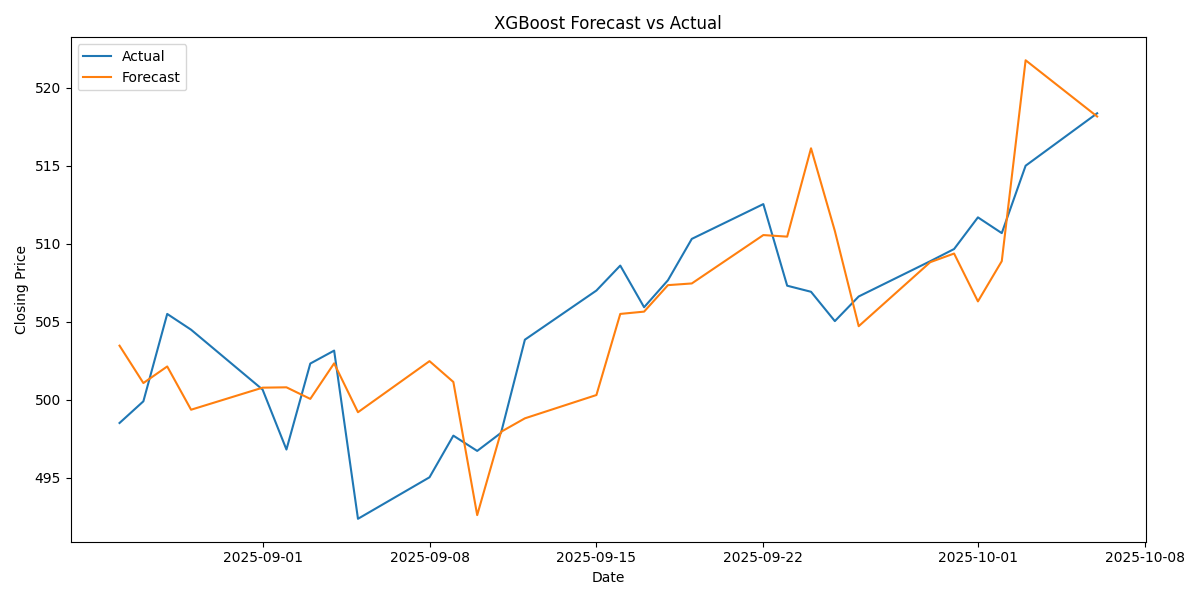 XGBoost Forecast vs Actual
Actual
Forecast
Closing Price
520
515
510
505
500
495
2025-09-01
2025-09-08
2025-09-15
2025-09-22
2025-10-01
2025-10-08
Date